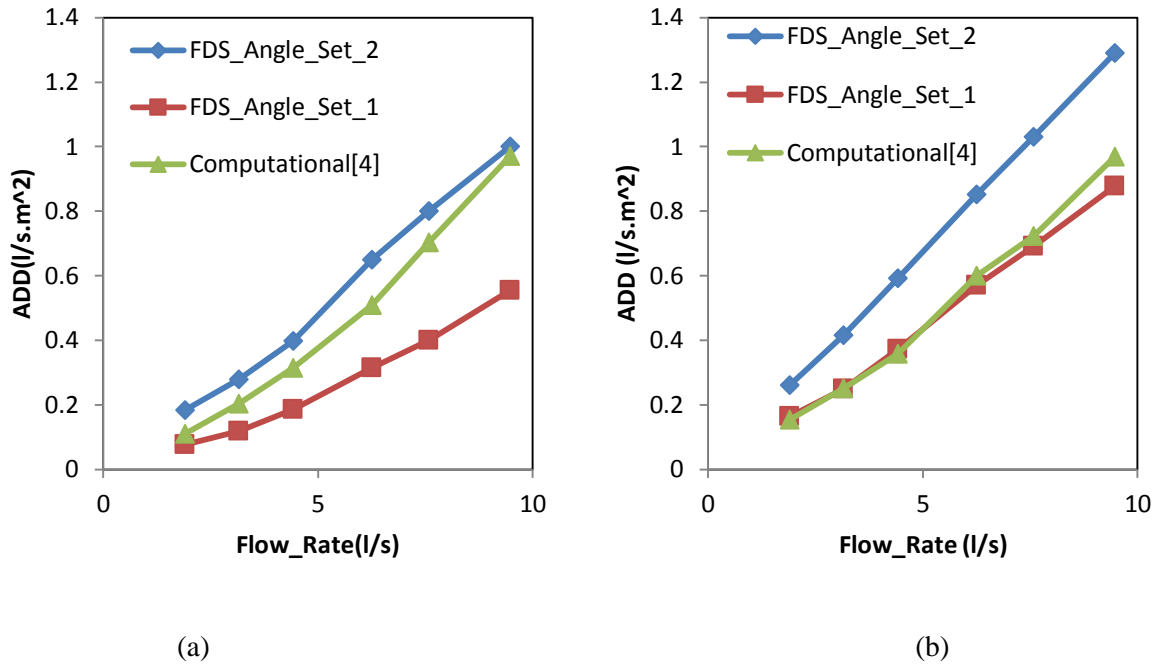 1.4
1.2
1
0.8
0.6
0.4
0.2
0
0
5
10
ADD(l/s.m^2)
Flow_Rate(l/s)
FDS_Angle_Set_2
FDS_Angle_Set_1
Computational[4]
(a)
1.4
1.2
1
0.8
0.6
0.4
0.2
0
0
5
10
ADD (l/s.m^2)
Flow_Rate (l/s)
FDS_Angle_Set_2
FDS_Angle_Set_1
Computational[4]
(b)